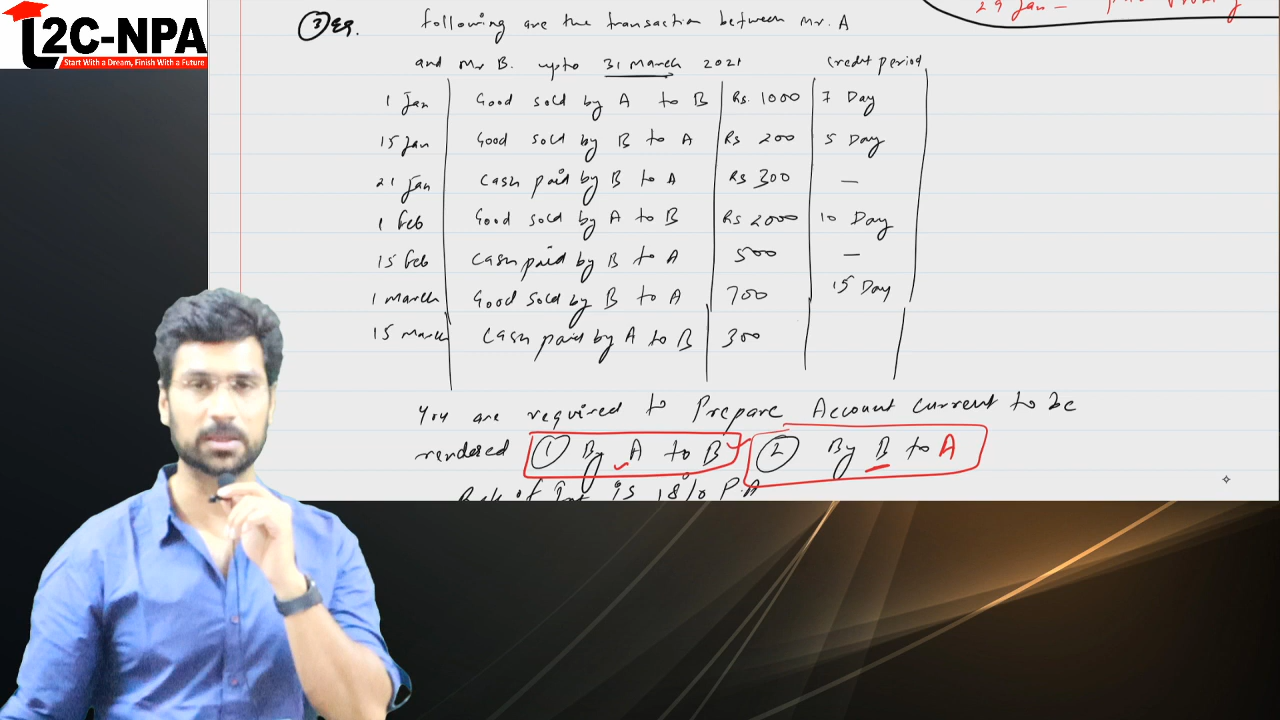 L2C-NPA
Start With a Dream, Finish With a Future
29 Jan -
③ Eg. following are the transaction between Mr. A
and Mr B. upto 31 March 2021 Credit period
1 Jan Good sold by A to B Rs. 1000 7 Day
15 Jan Good sold by B to A Rs 200 5 Day
21 Jan Cash paid by B to A Rs 300 —
1 Feb Good sold by A to B Rs 2000 10 Day
15 Feb Cash paid by B to A 500 —
1 March Good sold by B to A 700 15 Day
15 March Cash paid by A to B 300
You are required to Prepare Account current to be
rendered ① By A to B ② By B to A
Rate of Int is 18% P.A